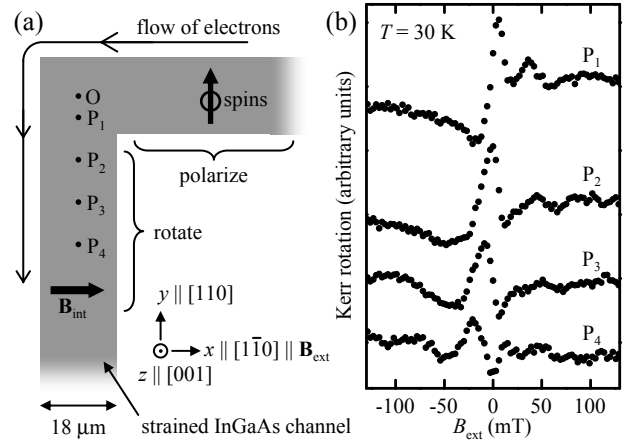 (a)
flow of electrons
O
P1
P2
P3
P4
spins
polarize
rotate
Bint
y || [110]
x || [11̄0] || Bext
z || [001]
18 μm
strained InGaAs channel
(b)
T = 30 K
P1
P2
P3
P4
Kerr rotation (arbitrary units)
-100 -50 0 50 100
Bext (mT)